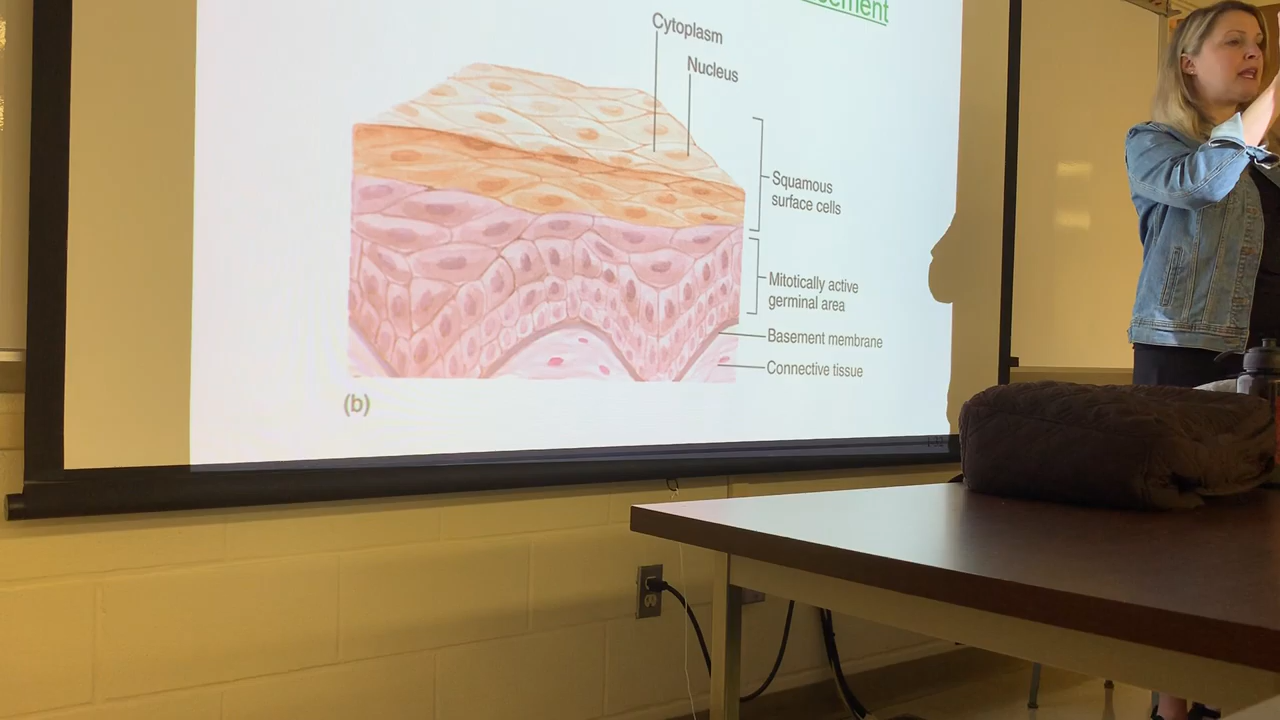 Cytoplasm
Nucleus
Squamous
surface cells
Mitotically active
germinal area
Basement membrane
Connective tissue
(b)